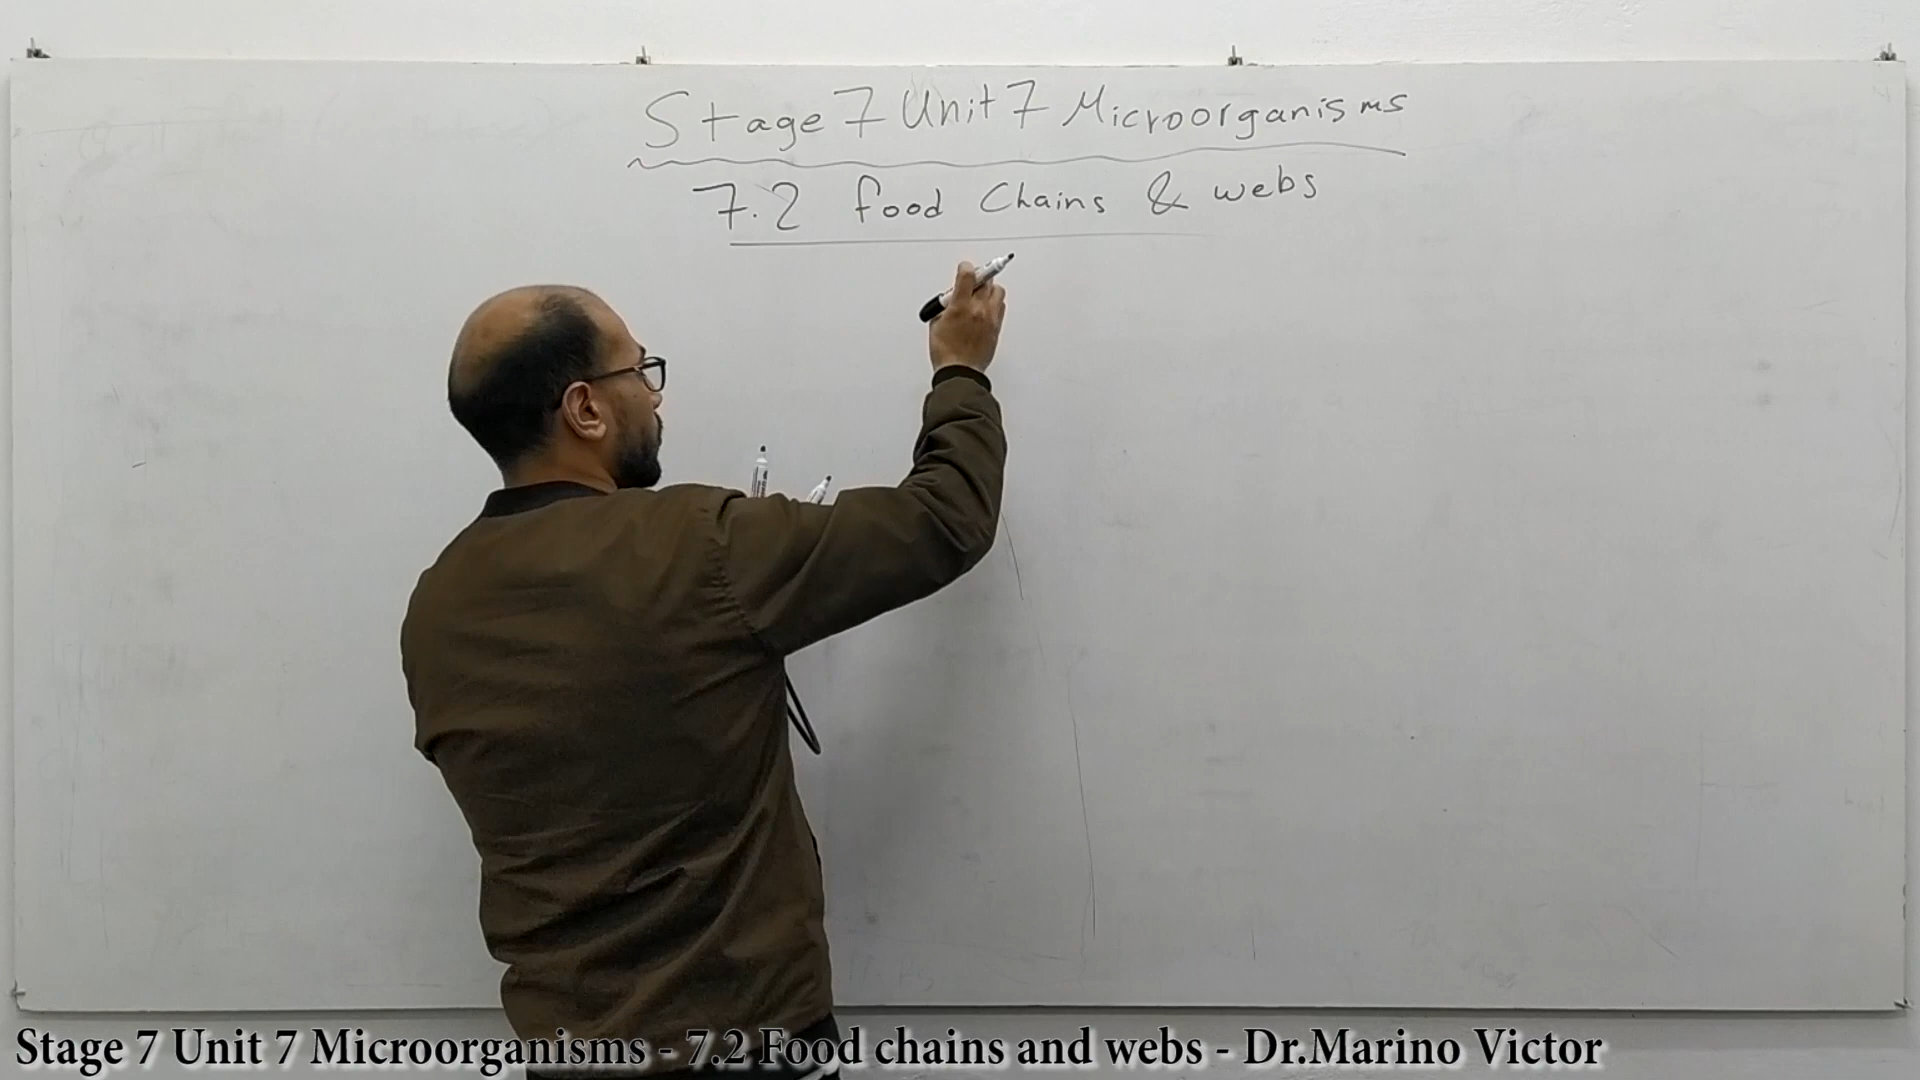 Stage 7 Unit 7 Microorganisms
7.2 food Chains & webs
Stage 7 Unit 7 Microorganisms - 7.2 Food chains and webs - Dr.Marino Victor